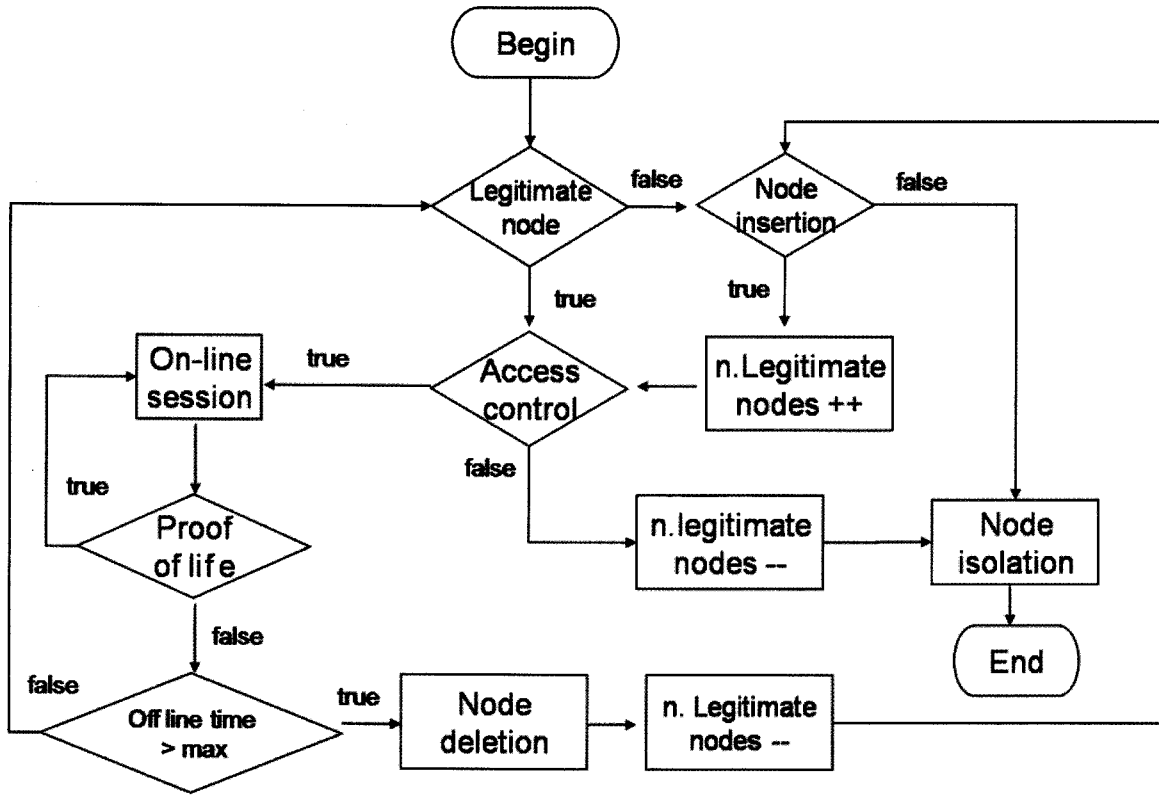 Begin
Legitimate
node
false
Node
insertion
false
true
true
On-line
session
true
Access
control
n.Legitimate
nodes ++
false
true
Proof
of life
n.legitimate
nodes --
Node
isolation
false
End
false
Off line time
> max
true
Node
deletion
n. Legitimate
nodes --